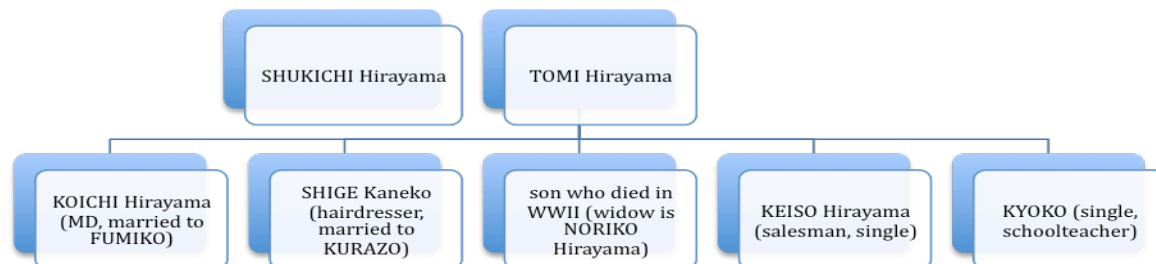 SHUKICHI Hirayama
TOMI Hirayama
KOICHI Hirayama
(MD, married to
FUMIKO)
SHIGE Kaneko
(hairdresser,
married to
KURAZO)
son who died in
WWII (widow is
NORIKO
Hirayama)
KEISO Hirayama
(salesman, single)
KYOKO (single,
schoolteacher)